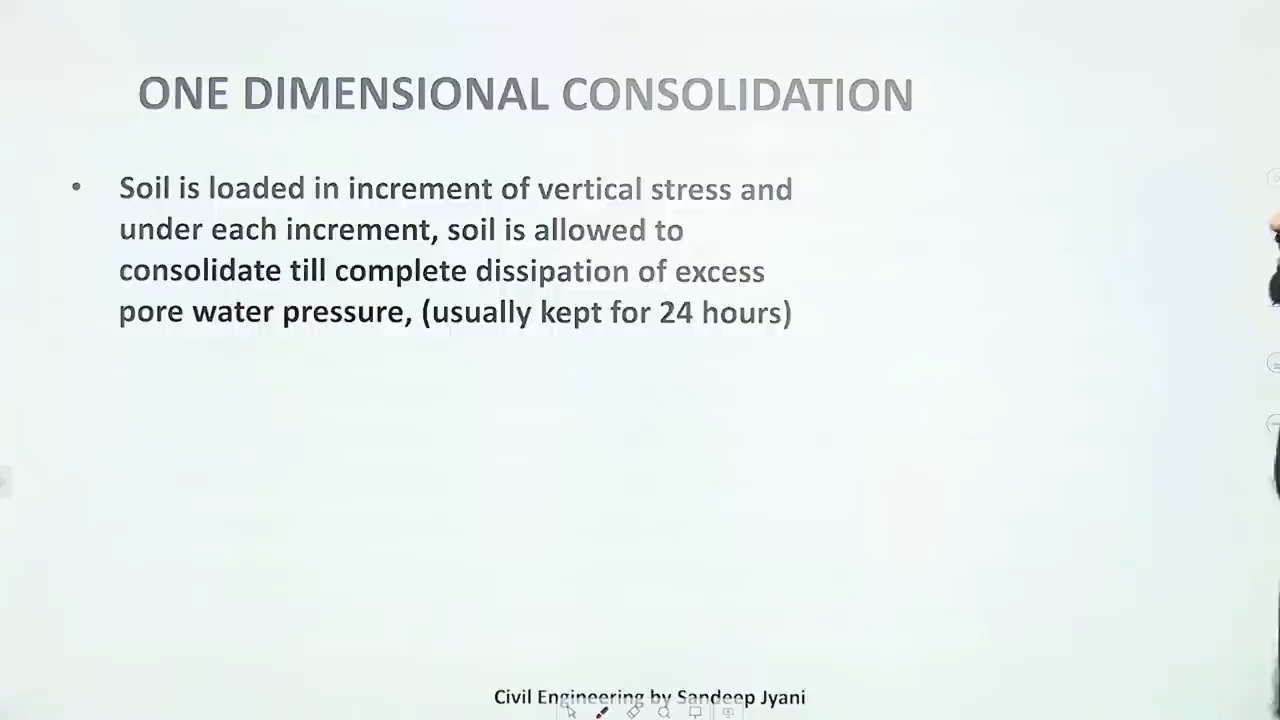 ONE DIMENSIONAL CONSOLIDATION
• Soil is loaded in increment of vertical stress and
under each increment, soil is allowed to
consolidate till complete dissipation of excess
pore water pressure, (usually kept for 24 hours)
Civil Engineering by Sandeep Jyani